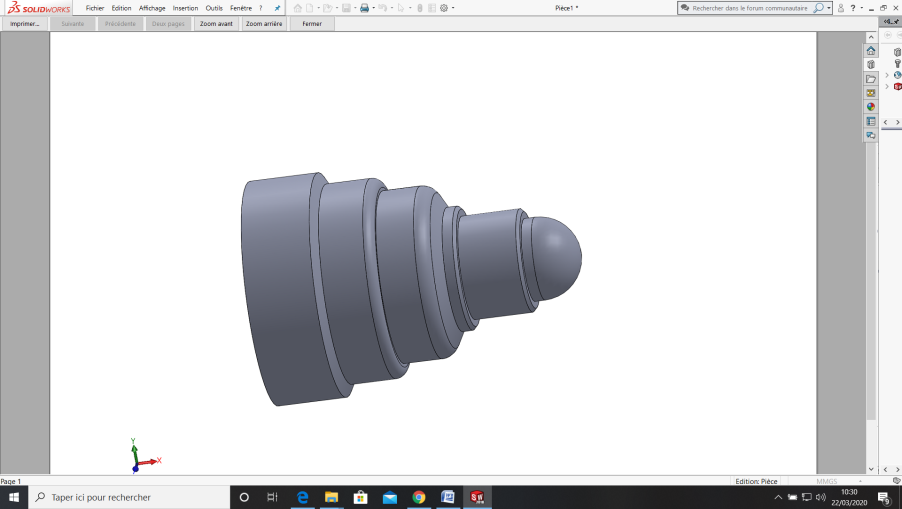 SOLIDWORKS Fichier Edition Affichage Insertion Outils Fenêtre ? Pièce1 * Rechercher dans le forum communautaire ?
Imprimer... Suivante Précédente Deux pages Zoom avant Zoom arrière Fermer
Y
X
Page 1 Edition: Pièce MMGS
Taper ici pour rechercher
10:30
22/03/2020
9